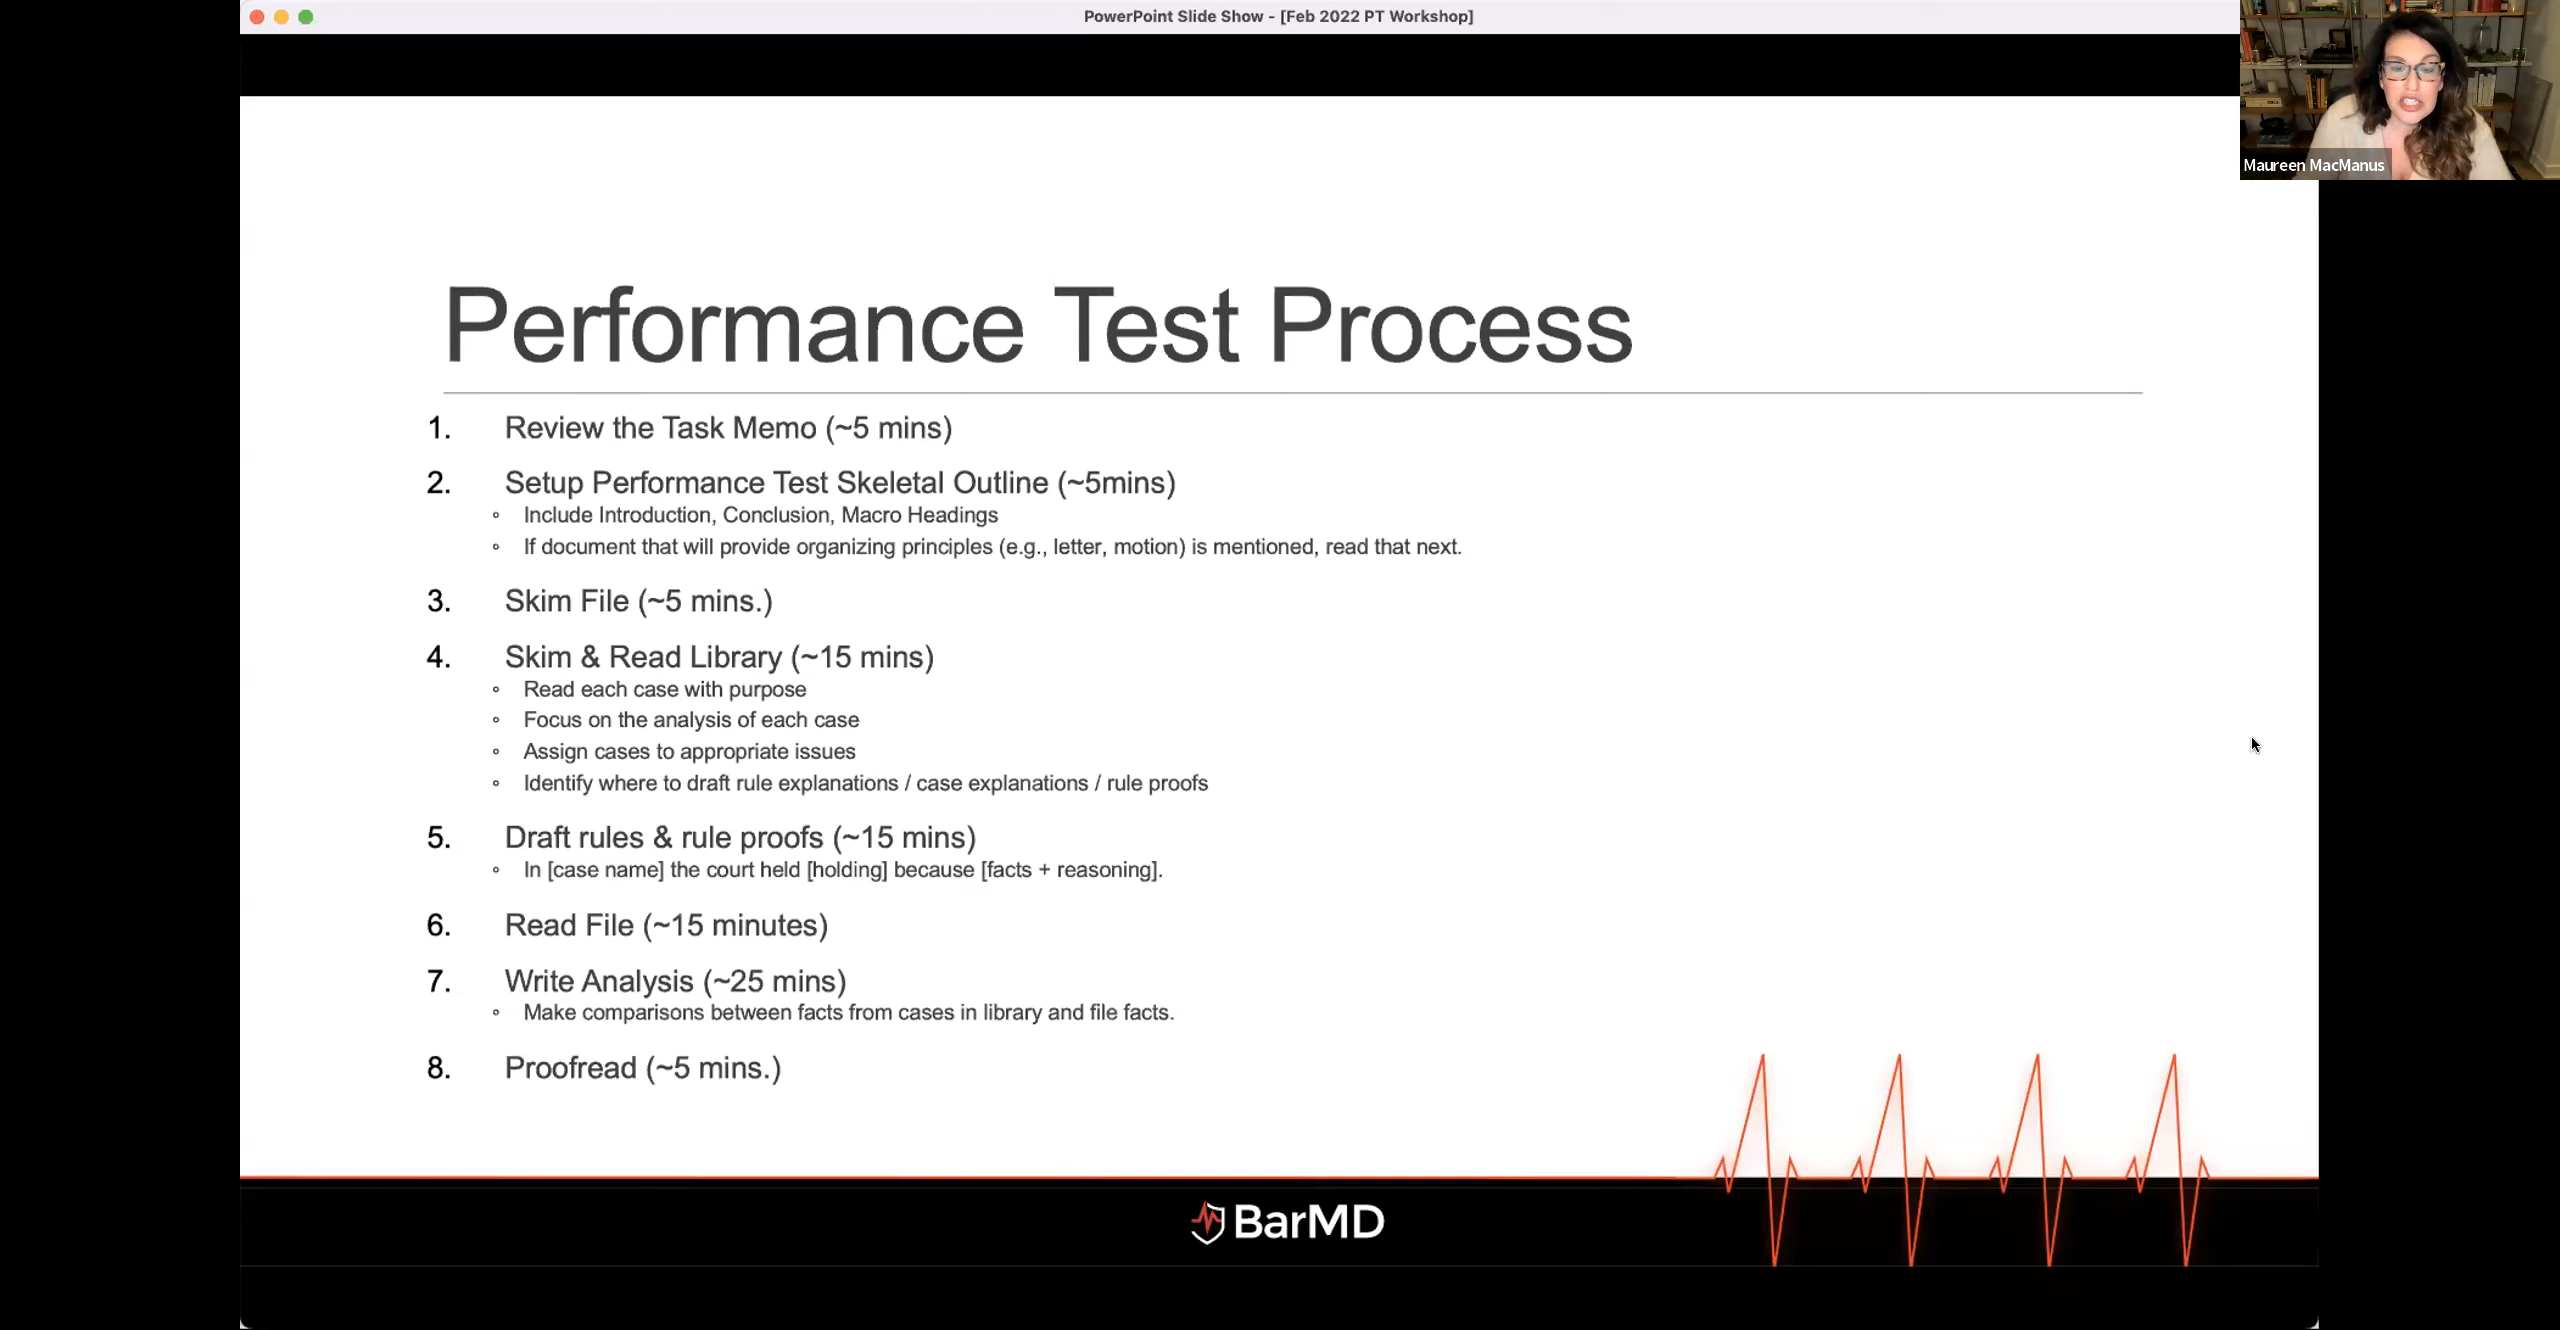 PowerPoint Slide Show - [Feb 2022 PT Workshop]
Maureen MacManus
Performance Test Process
1. Review the Task Memo (~5 mins)
2. Setup Performance Test Skeletal Outline (~5mins)
◦ Include Introduction, Conclusion, Macro Headings
◦ If document that will provide organizing principles (e.g., letter, motion) is mentioned, read that next.
3. Skim File (~5 mins.)
4. Skim & Read Library (~15 mins)
◦ Read each case with purpose
◦ Focus on the analysis of each case
◦ Assign cases to appropriate issues
◦ Identify where to draft rule explanations / case explanations / rule proofs
5. Draft rules & rule proofs (~15 mins)
◦ In [case name] the court held [holding] because [facts + reasoning].
6. Read File (~15 minutes)
7. Write Analysis (~25 mins)
◦ Make comparisons between facts from cases in library and file facts.
8. Proofread (~5 mins.)
BarMD